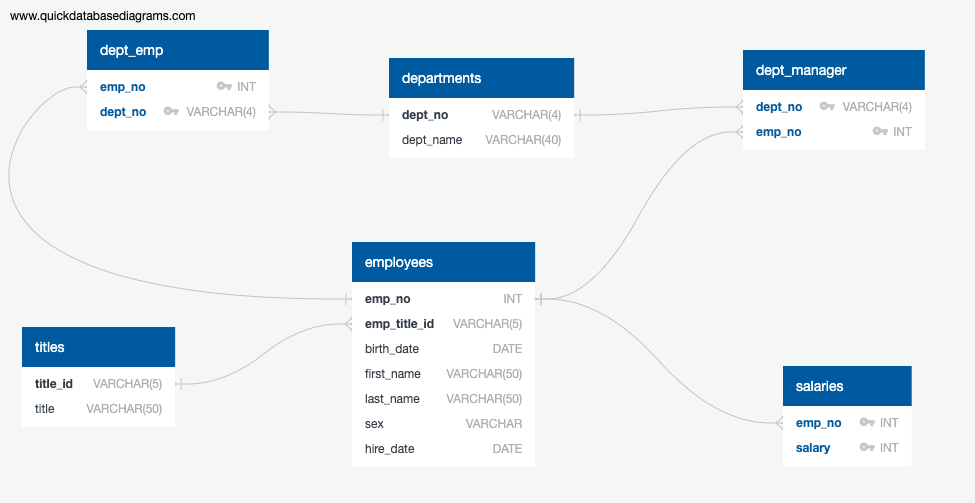 www.quickdatabasediagrams.com
dept_emp
emp_no INT
dept_no VARCHAR(4)
departments
dept_no VARCHAR(4)
dept_name VARCHAR(40)
dept_manager
dept_no VARCHAR(4)
emp_no INT
employees
emp_no INT
emp_title_id VARCHAR(5)
birth_date DATE
first_name VARCHAR(50)
last_name VARCHAR(50)
sex VARCHAR
hire_date DATE
titles
title_id VARCHAR(5)
title VARCHAR(50)
salaries
emp_no INT
salary INT